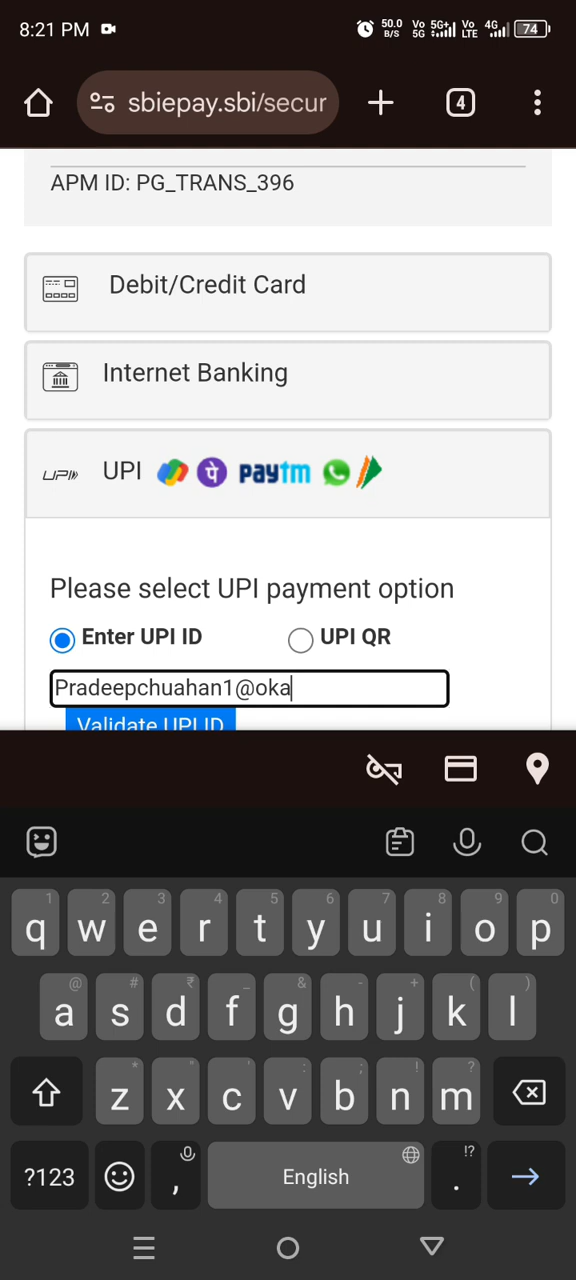 8:21 PM 50.0 B/S Vo 5G 5G+ Vo LTE 4G 74
sbiepay.sbi/secur + 4
APM ID: PG_TRANS_396
Debit/Credit Card
Internet Banking
UPI UPI पे paytm
Please select UPI payment option
Enter UPI ID UPI QR
Pradeepchuahan1@oka
Validate UPI ID
1 2 3 4 5 6 7 8 9 0
q w e r t y u i o p
@ # ₹ _ & - + ( )
a s d f g h j k l
* " ' : ; ! ?
z x c v b n m
?123 , English . !?